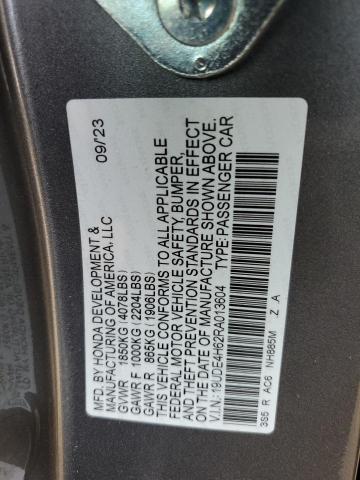 MFD. BY HONDA DEVELOPMENT & 09/23
MANUFACTURING OF AMERICA, LLC
GVWR 1850KG (4078LBS)
GAWR F 1000KG (2204LBS)
GAWR R 865KG (1906LBS)
THIS VEHICLE CONFORMS TO ALL APPLICABLE
FEDERAL MOTOR VEHICLE SAFETY, BUMPER,
AND THEFT PREVENTION STANDARDS IN EFFECT
ON THE DATE OF MANUFACTURE SHOWN ABOVE.
V.I.N.: 19UDE4H62RA013604 TYPE:PASSENGER CAR
3S5 R AC6 NH885M Z A